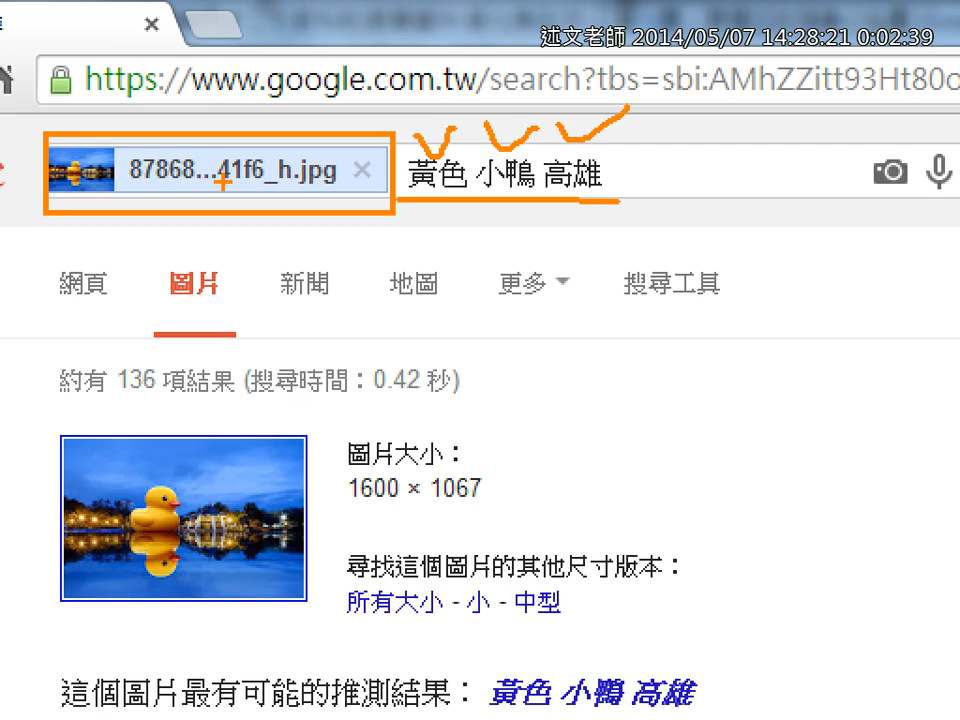 述文老師 2014/05/07 14:28:21 0:02:39
https://www.google.com.tw/search?tbs=sbi:AMhZZitt93Ht80
87868...41f6_h.jpg
黃色 小鴨 高雄
網頁 圖片 新聞 地圖 更多 搜尋工具
約有 136 項結果 (搜尋時間：0.42 秒)
圖片大小：
1600 × 1067
尋找這個圖片的其他尺寸版本：
所有大小 - 小 - 中型
這個圖片最有可能的推測結果： 黃色 小鴨 高雄